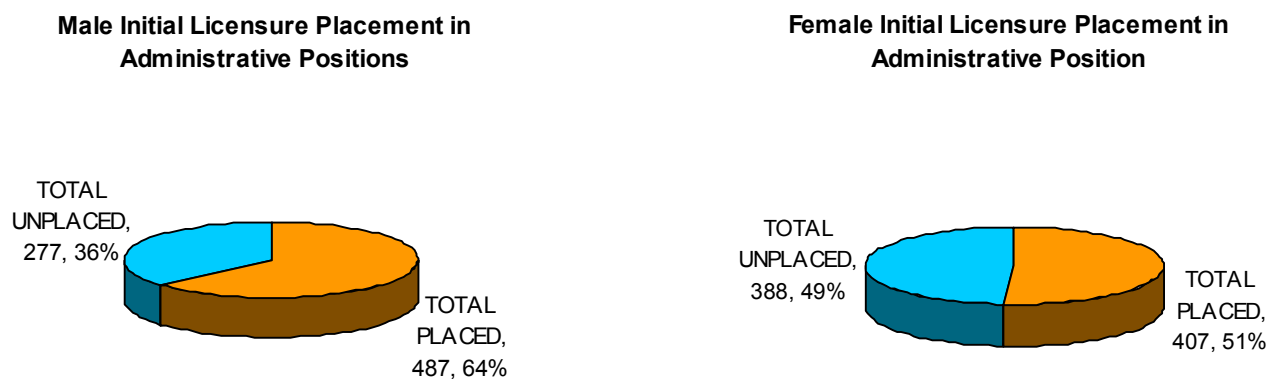 Male Initial Licensure Placement in
Administrative Positions
TOTAL
UNPLACED,
277, 36%
TOTAL
PLACED,
487, 64%
Female Initial Licensure Placement in
Administrative Position
TOTAL
UNPLACED,
388, 49%
TOTAL
PLACED,
407, 51%